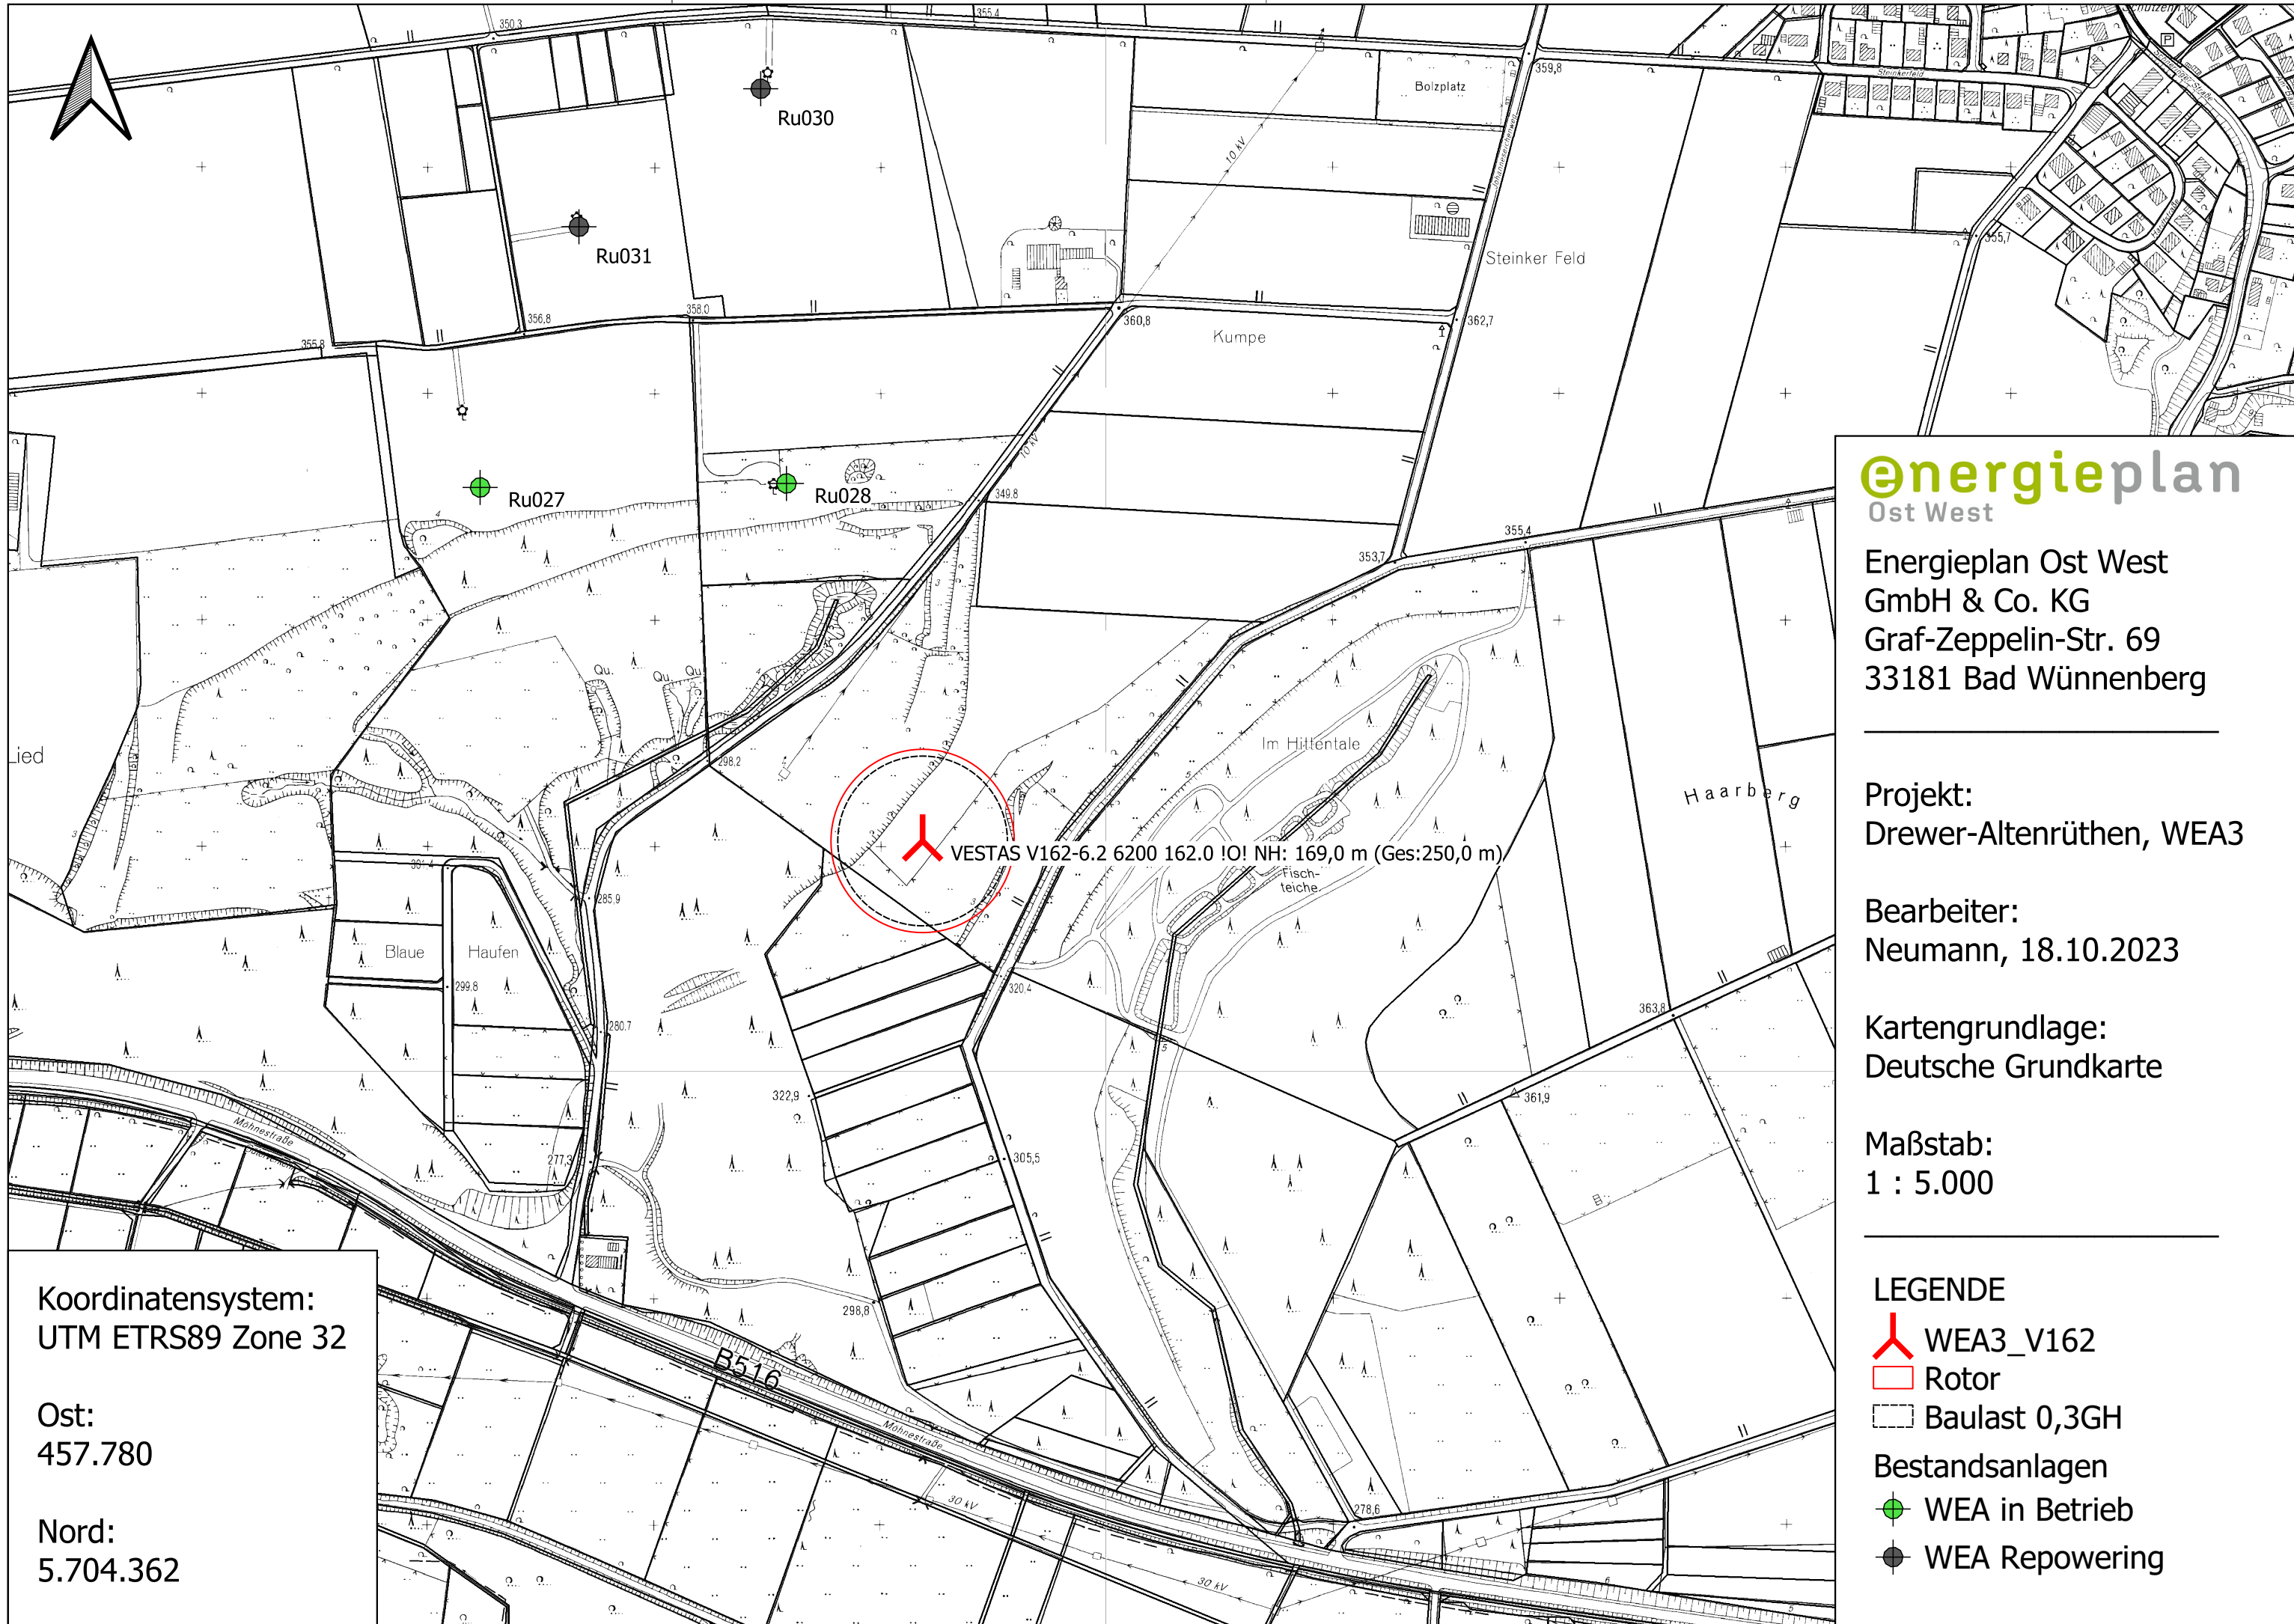 350,3
355,4
Schützenh.
P
359,8
Bolzplatz
Steinkerfeld
Ru030
10 kV
Johanneseichenweg
Ru031
355,7
Steinker Feld
358,0
356,8
360,8
362,7
Kumpe
355,8
10 kV
Ru027
Ru028
349,8
355,4
353,7
Qu.
Qu.
Qu.
Lied
298,2
Im Hittentale
Haarberg
VESTAS V162-6.2 6200 162.0 !O! NH: 169,0 m (Ges:250,0 m)
Fisch-
teiche
301,4
285,9
Blaue Haufen
299,8
320,4
280,7
363,8
322,9
361,9
Möhnestraße
277,3
305,5
298,8
B516
Möhnestraße
30 kV
278,6
30 kV
energieplan
Ost West
Energieplan Ost West
GmbH & Co. KG
Graf-Zeppelin-Str. 69
33181 Bad Wünnenberg
Projekt:
Drewer-Altenrüthen, WEA3
Bearbeiter:
Neumann, 18.10.2023
Kartengrundlage:
Deutsche Grundkarte
Maßstab:
1 : 5.000
LEGENDE
WEA3_V162
Rotor
Baulast 0,3GH
Bestandsanlagen
WEA in Betrieb
WEA Repowering
Koordinatensystem:
UTM ETRS89 Zone 32
Ost:
457.780
Nord:
5.704.362